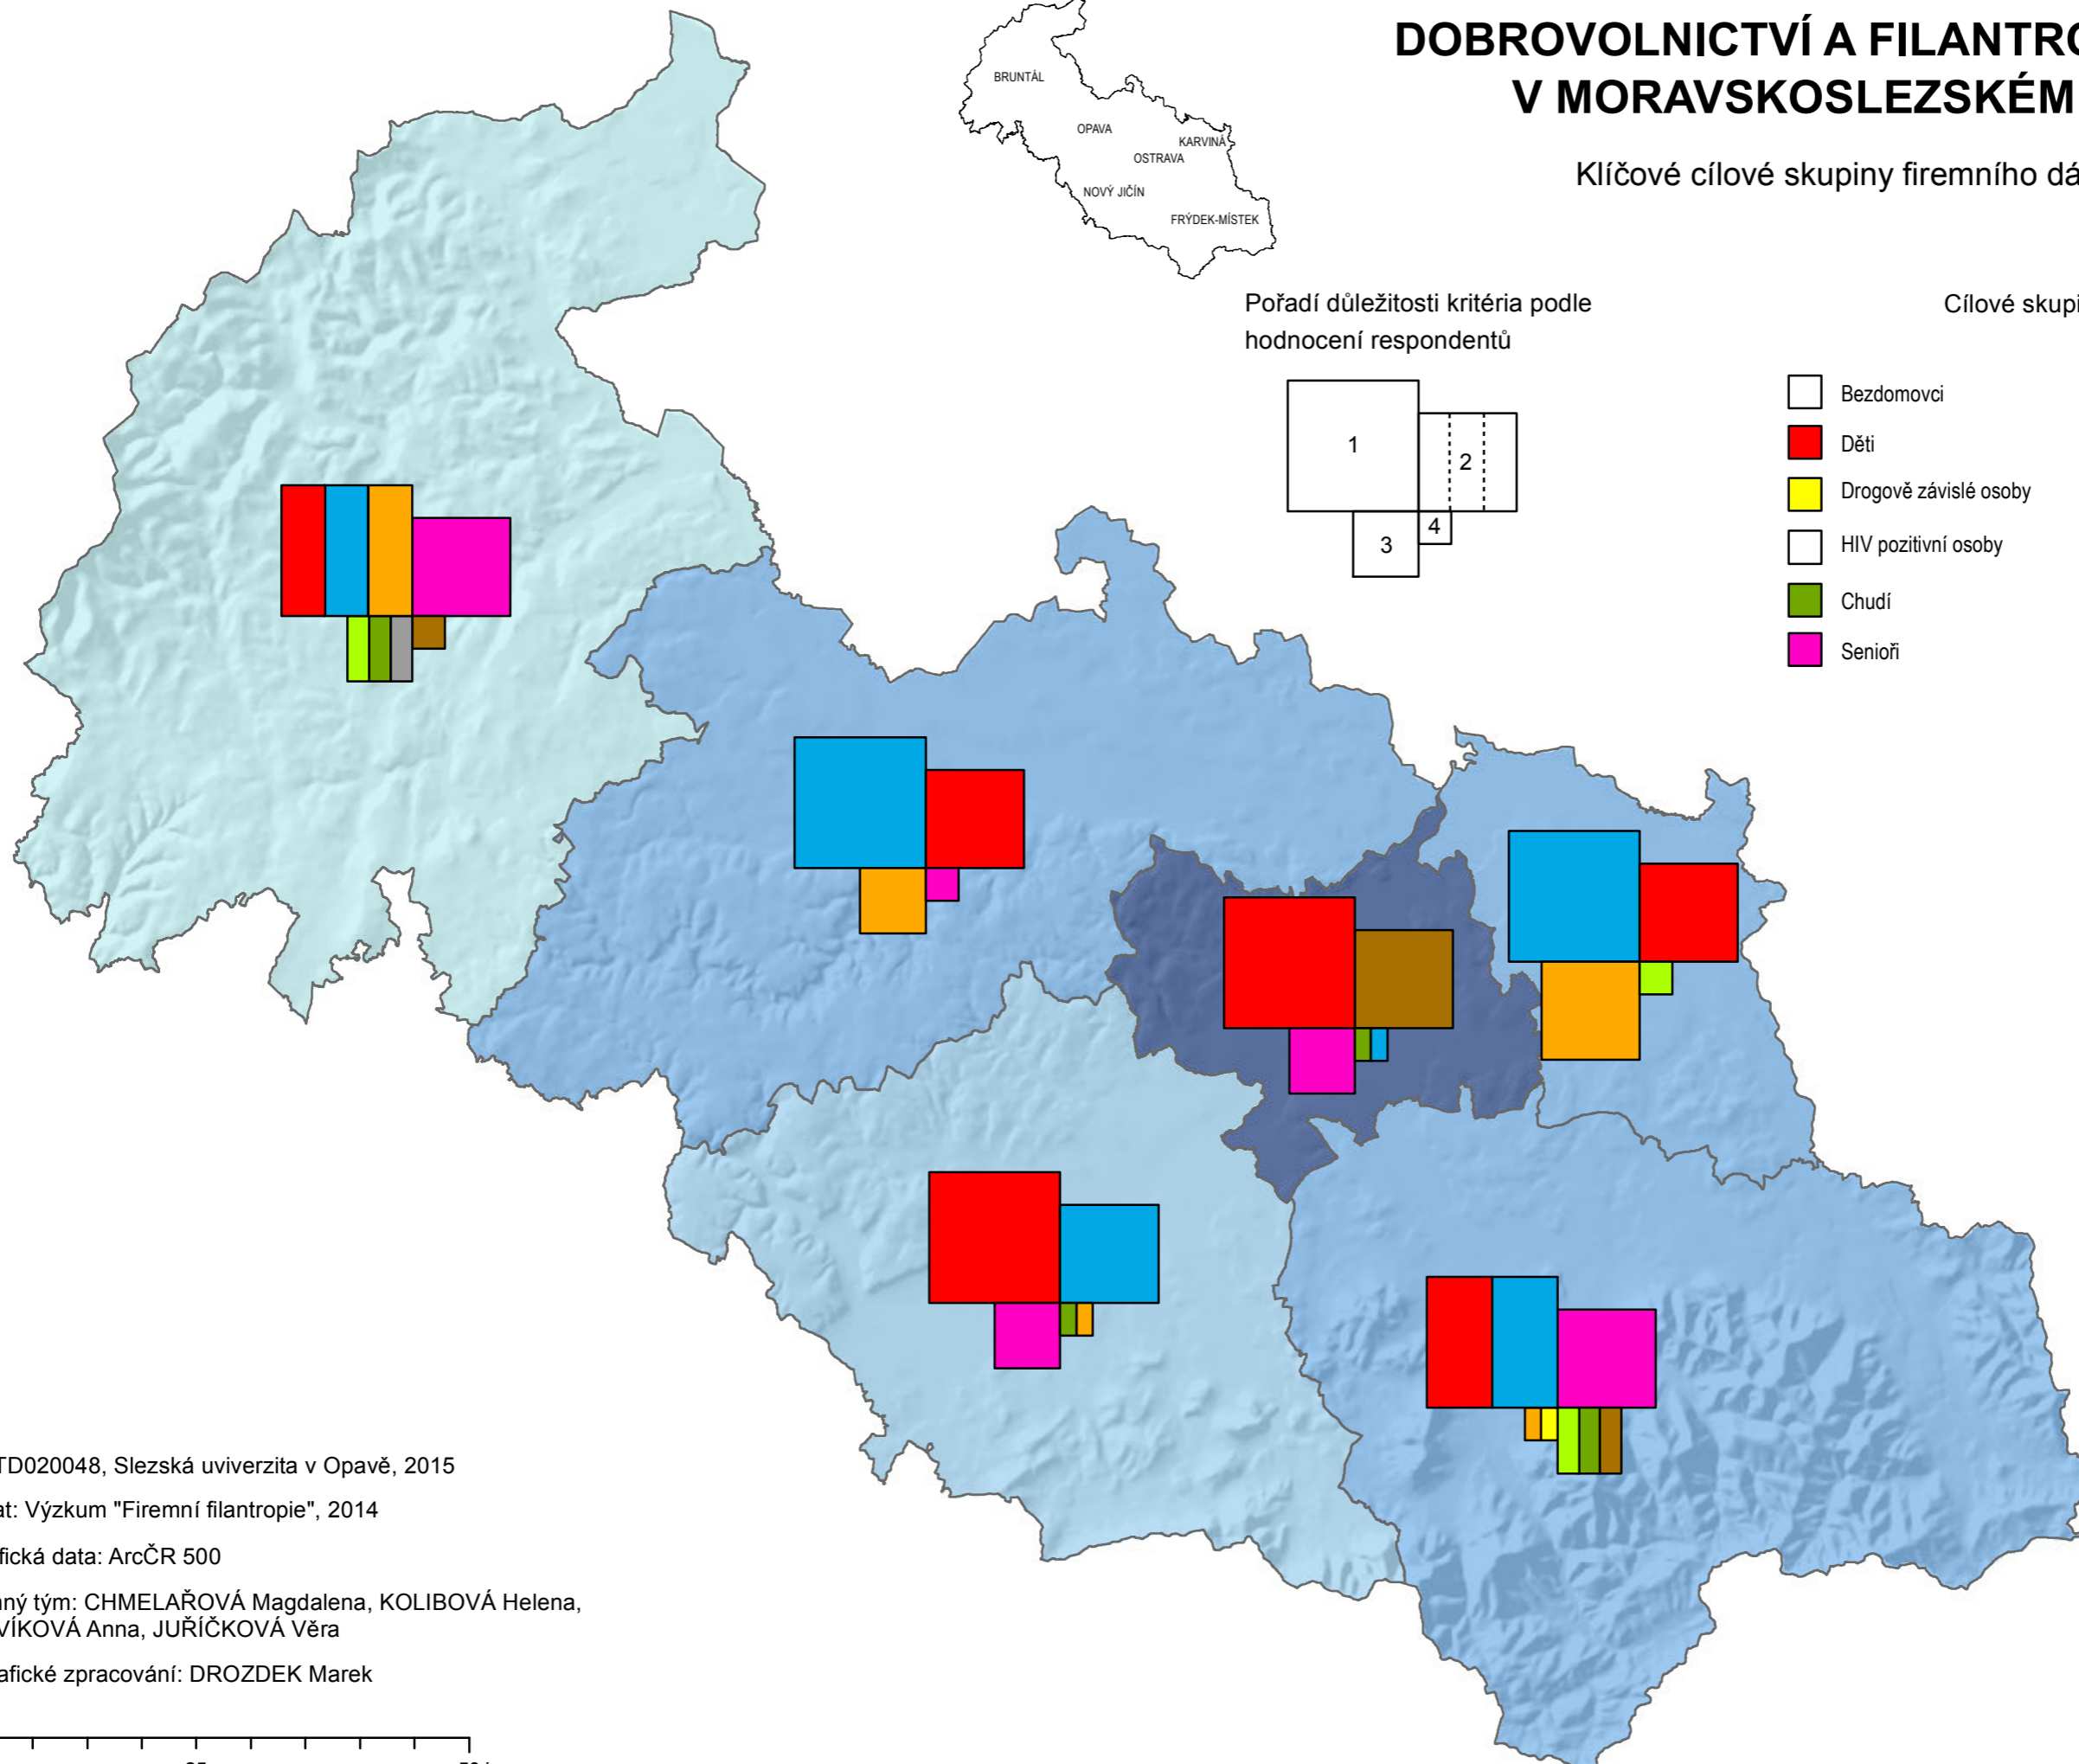 DOBROVOLNICTVÍ A FILANTRO
V MORAVSKOSLEZSKÉM
Klíčové cílové skupiny firemního dá
BRUNTÁL
OPAVA
KARVINÁ
OSTRAVA
NOVÝ JIČÍN
FRÝDEK-MÍSTEK
Pořadí důležitosti kritéria podle
hodnocení respondentů
1
2
3
4
Cílové skupi
Bezdomovci
Děti
Drogově závislé osoby
HIV pozitivní osoby
Chudí
Senioři
TD020048, Slezská uviverzita v Opavě, 2015
at: Výzkum "Firemní filantropie", 2014
fická data: ArcČR 500
nný tým: CHMELAŘOVÁ Magdalena, KOLIBOVÁ Helena,
VÍKOVÁ Anna, JUŘÍČKOVÁ Věra
afické zpracování: DROZDEK Marek